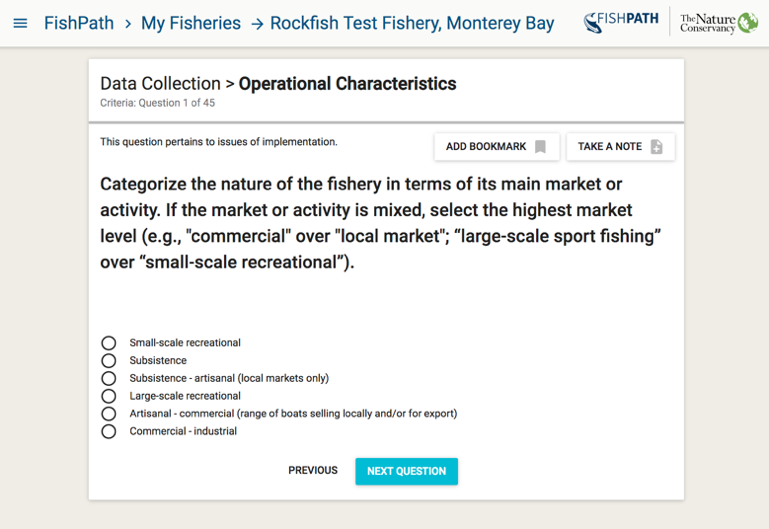 FishPath > My Fisheries → Rockfish Test Fishery, Monterey Bay
FISHPATH
The Nature
Conservancy
Data Collection > Operational Characteristics
Criteria: Question 1 of 45
This question pertains to issues of implementation.
ADD BOOKMARK
TAKE A NOTE
Categorize the nature of the fishery in terms of its main market or
activity. If the market or activity is mixed, select the highest market
level (e.g., "commercial" over "local market"; “large-scale sport fishing”
over “small-scale recreational”).
Small-scale recreational
Subsistence
Subsistence - artisanal (local markets only)
Large-scale recreational
Artisanal - commercial (range of boats selling locally and/or for export)
Commercial - industrial
PREVIOUS
NEXT QUESTION